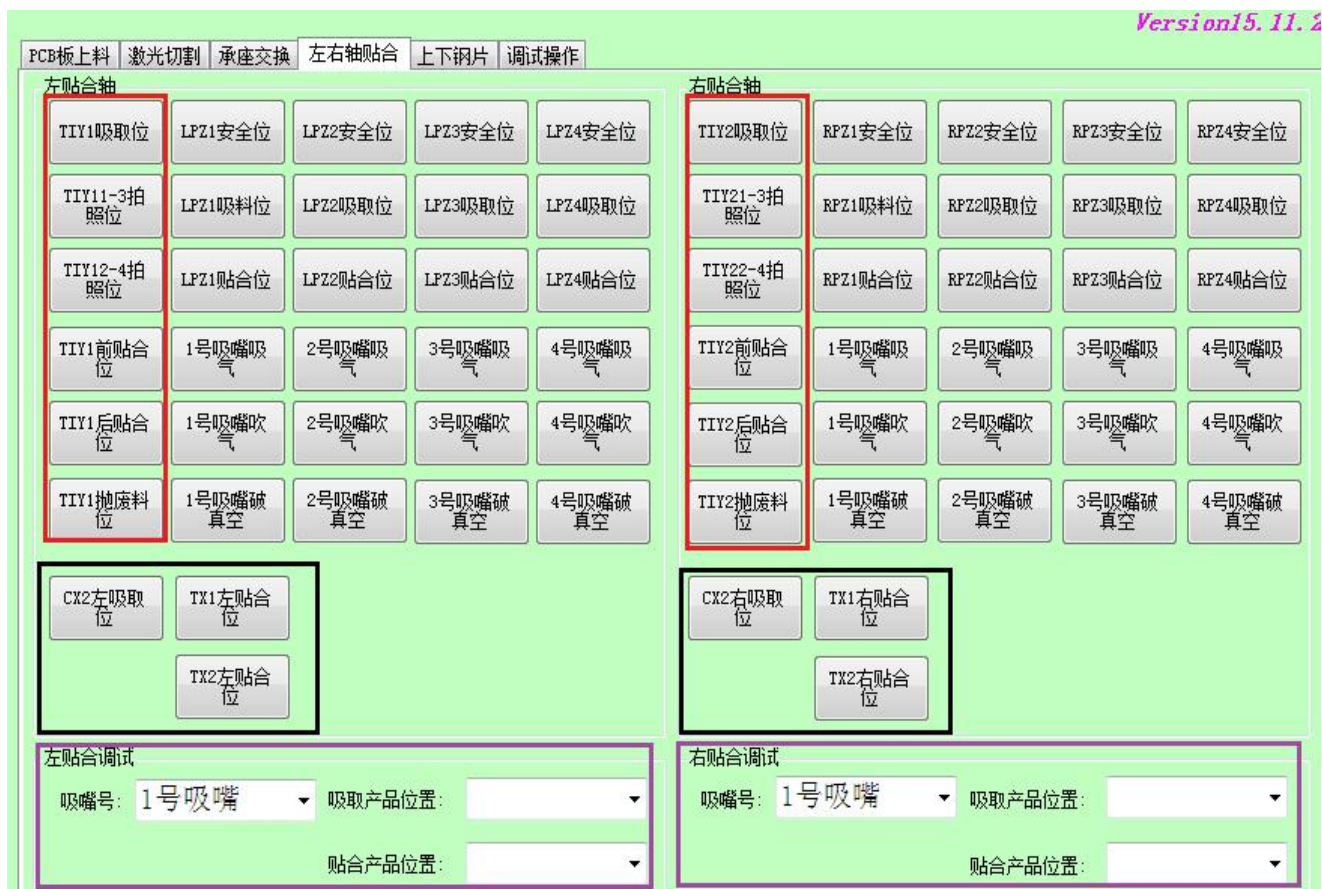 Version15.11.2
PCB板上料 激光切割 承座交换 左右轴贴合 上下钢片 调试操作
左贴合轴 右贴合轴
TIY1吸取位 LPZ1安全位 LPZ2安全位 LPZ3安全位 LPZ4安全位 TIY2吸取位 RPZ1安全位 RPZ2安全位 RPZ3安全位 RPZ4安全位
TIY11-3拍 LPZ1吸料位 LPZ2吸取位 LPZ3吸取位 LPZ4吸取位 TIY21-3拍 RPZ1吸料位 RPZ2吸取位 RPZ3吸取位 RPZ4吸取位
照位 照位
TIY12-4拍 LPZ1贴合位 LPZ2贴合位 LPZ3贴合位 LPZ4贴合位 TIY22-4拍 RPZ1贴合位 RPZ2贴合位 RPZ3贴合位 RPZ4贴合位
照位 照位
TIY1前贴合 1号吸嘴吸 2号吸嘴吸 3号吸嘴吸 4号吸嘴吸 TIY2前贴合 1号吸嘴吸 2号吸嘴吸 3号吸嘴吸 4号吸嘴吸
位 气 气 气 气 位 气 气 气 气
TIY1后贴合 1号吸嘴吹 2号吸嘴吹 3号吸嘴吹 4号吸嘴吹 TIY2后贴合 1号吸嘴吹 2号吸嘴吹 3号吸嘴吹 4号吸嘴吹
位 气 气 气 气 位 气 气 气 气
TIY1抛废料 1号吸嘴破 2号吸嘴破 3号吸嘴破 4号吸嘴破 TIY2抛废料 1号吸嘴破 2号吸嘴破 3号吸嘴破 4号吸嘴破
位 真空 真空 真空 真空 位 真空 真空 真空 真空
CX2左吸取 TX1左贴合 CX2右吸取 TX1右贴合
位 位 位 位
TX2左贴合 TX2右贴合
位 位
左贴合调试 右贴合调试
吸嘴号: 1号吸嘴 吸取产品位置: 吸嘴号: 1号吸嘴 吸取产品位置:
贴合产品位置: 贴合产品位置: